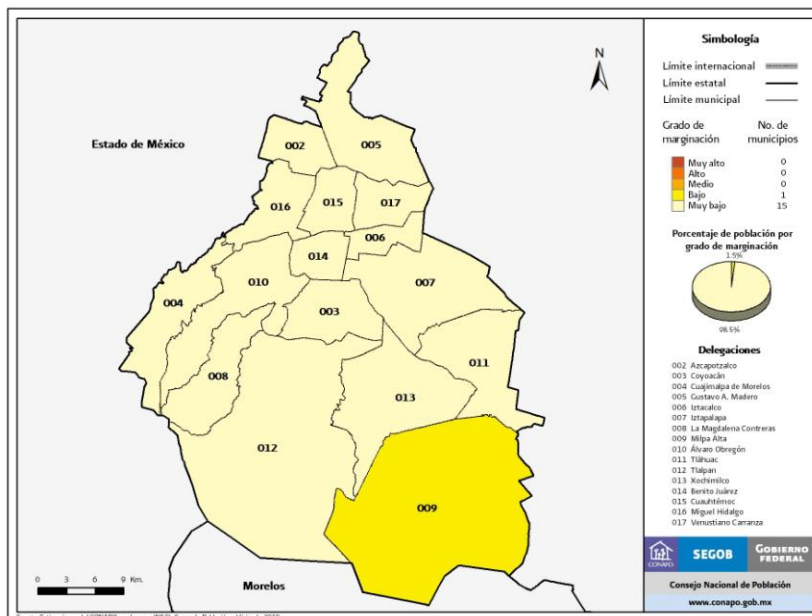 N
Estado de México
002
005
016
015
017
006
014
004
010
007
003
008
011
013
012
009
0 3 6 9 Km.
Morelos
Simbología
Límite internacional
Límite estatal
Límite municipal
Grado de marginación No. de municipios
Muy alto 0
Alto 0
Medio 0
Bajo 1
Muy bajo 15
Porcentaje de población por
grado de marginación
1.5%
98.5%
Delegaciones
002 Azcapotzalco
003 Coyoacán
004 Cuajimalpa de Morelos
005 Gustavo A. Madero
006 Iztacalco
007 Iztapalapa
008 La Magdalena Contreras
009 Milpa Alta
010 Álvaro Obregón
011 Tláhuac
012 Tlalpan
013 Xochimilco
014 Benito Juárez
015 Cuauhtémoc
016 Miguel Hidalgo
017 Venustiano Carranza
CONAPO
SEGOB
GOBIERNO
FEDERAL
Consejo Nacional de Población
www.conapo.gob.mx